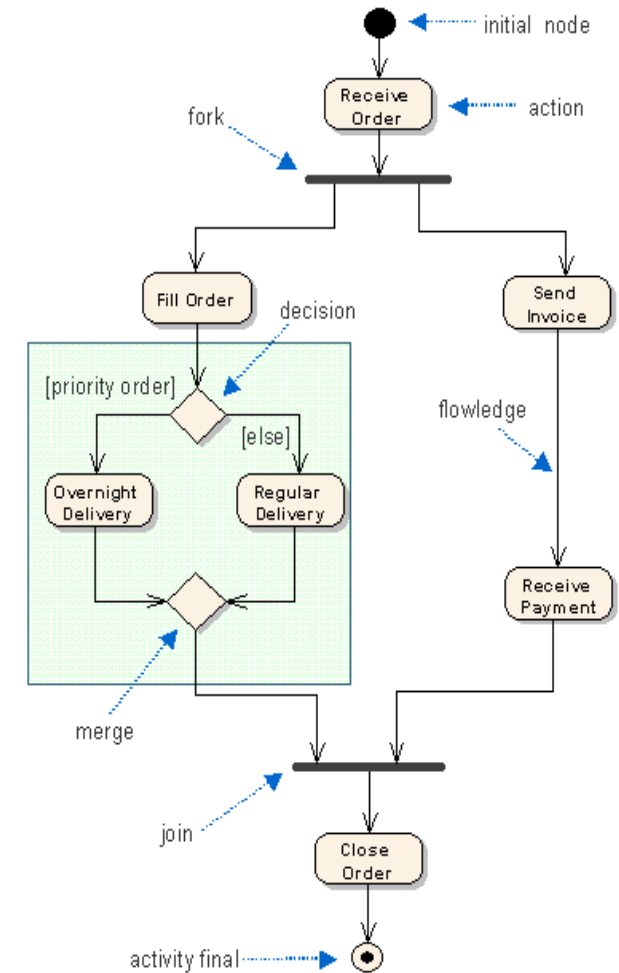 initial node
Receive
Order
action
fork
Fill Order
Send
Invoice
decision
[priority order]
[else]
flowledge
Overnight
Delivery
Regular
Delivery
Receive
Payment
merge
join
Close
Order
activity final